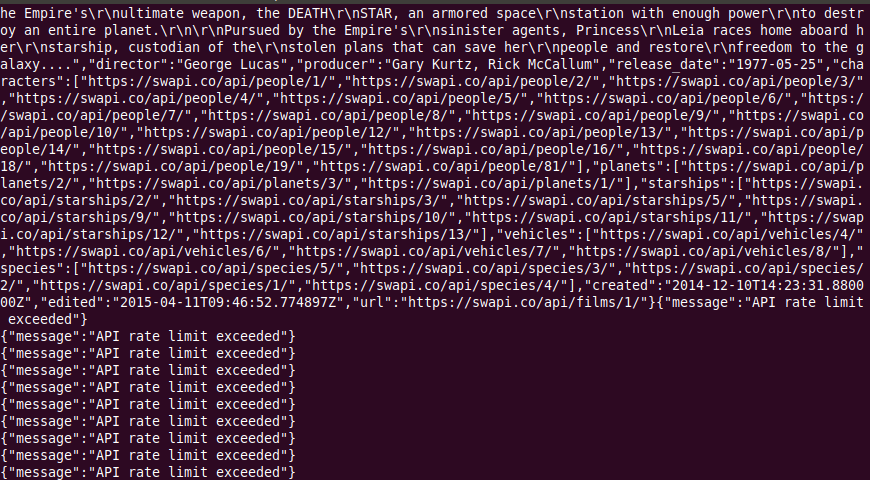 he Empire's\r\nultimate weapon, the DEATH\r\nSTAR, an armored space\r\nstation with enough power\r\nto destr
oy an entire planet.\r\n\r\nPursued by the Empire's\r\nsinister agents, Princess\r\nLeia races home aboard h
er\r\nstarship, custodian of the\r\nstolen plans that can save her\r\npeople and restore\r\nfreedom to the g
alaxy....","director":"George Lucas","producer":"Gary Kurtz, Rick McCallum","release_date":"1977-05-25","cha
racters":["https://swapi.co/api/people/1/","https://swapi.co/api/people/2/","https://swapi.co/api/people/3/"
,"https://swapi.co/api/people/4/","https://swapi.co/api/people/5/","https://swapi.co/api/people/6/","https:/
/swapi.co/api/people/7/","https://swapi.co/api/people/8/","https://swapi.co/api/people/9/","https://swapi.co
/api/people/10/","https://swapi.co/api/people/12/","https://swapi.co/api/people/13/","https://swapi.co/api/p
eople/14/","https://swapi.co/api/people/15/","https://swapi.co/api/people/16/","https://swapi.co/api/people/
18/","https://swapi.co/api/people/19/","https://swapi.co/api/people/81/"],"planets":["https://swapi.co/api/p
lanets/2/","https://swapi.co/api/planets/3/","https://swapi.co/api/planets/1/"],"starships":["https://swapi.
co/api/starships/2/","https://swapi.co/api/starships/3/","https://swapi.co/api/starships/5/","https://swapi.
co/api/starships/9/","https://swapi.co/api/starships/10/","https://swapi.co/api/starships/11/","https://swap
i.co/api/starships/12/","https://swapi.co/api/starships/13/"],"vehicles":["https://swapi.co/api/vehicles/4/"
,"https://swapi.co/api/vehicles/6/","https://swapi.co/api/vehicles/7/","https://swapi.co/api/vehicles/8/"],"
species":["https://swapi.co/api/species/5/","https://swapi.co/api/species/3/","https://swapi.co/api/species/
2/","https://swapi.co/api/species/1/","https://swapi.co/api/species/4/"],"created":"2014-12-10T14:23:31.8800
00Z","edited":"2015-04-11T09:46:52.774897Z","url":"https://swapi.co/api/films/1/"}{"message":"API rate limit
 exceeded"}
{"message":"API rate limit exceeded"}
{"message":"API rate limit exceeded"}
{"message":"API rate limit exceeded"}
{"message":"API rate limit exceeded"}
{"message":"API rate limit exceeded"}
{"message":"API rate limit exceeded"}
{"message":"API rate limit exceeded"}
{"message":"API rate limit exceeded"}
{"message":"API rate limit exceeded"}